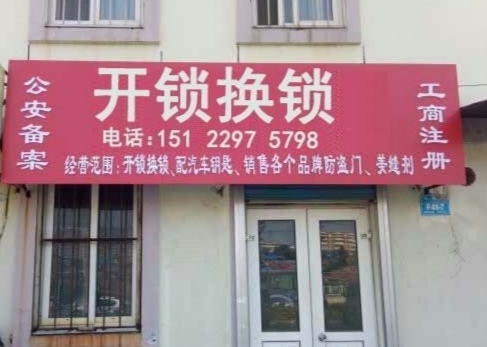 公安备案
开锁换锁
电话:151 2297 5798
经营范围:开锁换锁、配汽车钥匙、销售各个品牌防盗门、美缝剂
工商注册